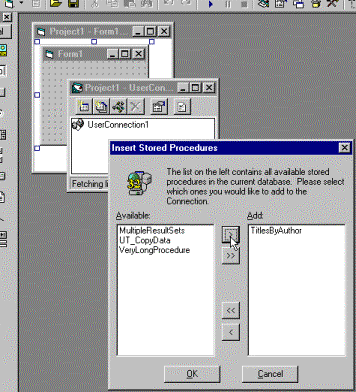 Project1 - Form1
Form1
Project1 - UserCon...
UserConnection1
Fetching li
Insert Stored Procedures
The list on the left contains all available stored
procedures in the current database. Please select
which ones you would like to add to the
Connection.
Available:
Add:
MultipleResultSets
UT_CopyData
VeryLongProcedure
TitlesByAuthor
>
>>
<<
<
OK
Cancel